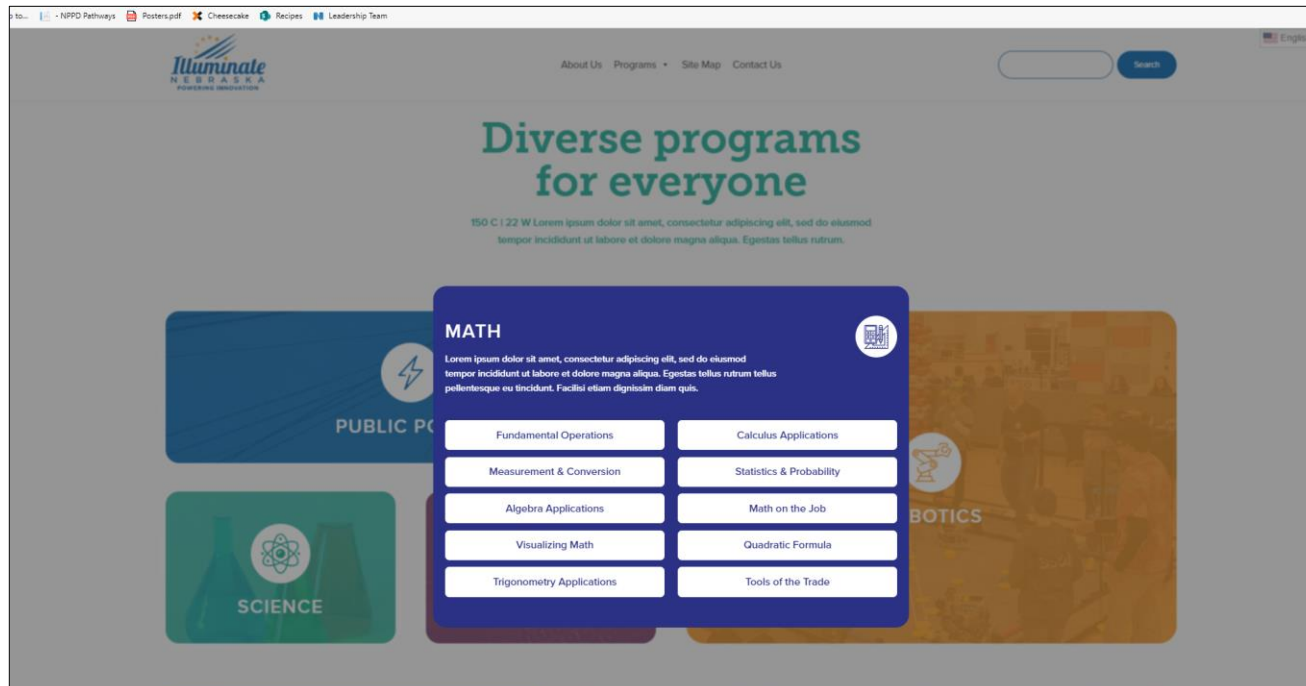 to...
- NPPD Pathways
Posters.pdf
Cheesecake
Recipes
Leadership Team
Illuminate
NEBRASKA
POWERING INNOVATION
About Us
Programs
Site Map
Contact Us
Search
Diverse programs
for everyone
150 C | 22 W Lorem ipsum dolor sit amet, consectetur adipiscing elit, sed do eiusmod
tempor incididunt ut labore et dolore magna aliqua. Egestas tellus rutrum.
MATH
Lorem ipsum dolor sit amet, consectetur adipiscing elit, sed do eiusmod
tempor incididunt ut labore et dolore magna aliqua. Egestas tellus rutrum tellus
pellentesque eu tincidunt. Facilisi etiam dignissim diam quis.
Fundamental Operations
Calculus Applications
Measurement & Conversion
Statistics & Probability
Algebra Applications
Math on the Job
Visualizing Math
Quadratic Formula
Trigonometry Applications
Tools of the Trade
PUBLIC
SCIENCE
BOTICS